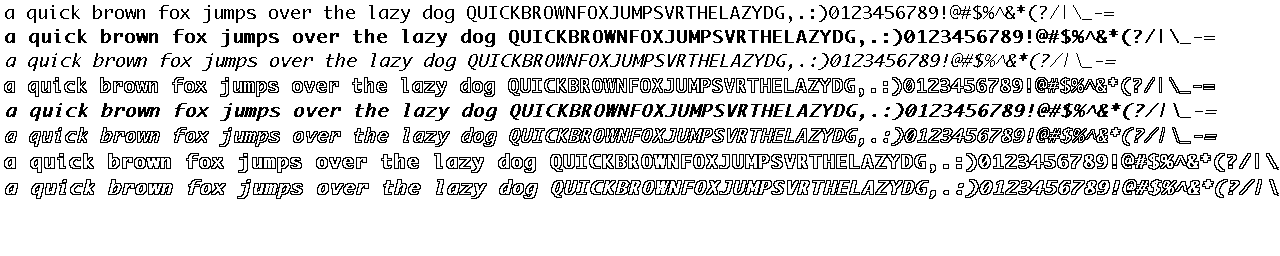 a quick brown fox jumps over the lazy dog QUICKBROWNFOXJUMPSVRTHELAZYDG,.:)0123456789!@#$%^&*(?/|\_-=
a quick brown fox jumps over the lazy dog QUICKBROWNFOXJUMPSVRTHELAZYDG,.:)0123456789!@#$%^&*(?/|\_-=
a quick brown fox jumps over the lazy dog QUICKBROWNFOXJUMPSVRTHELAZYDG,.:)0123456789!@#$%^&*(?/|\_-=
a quick brown fox jumps over the lazy dog QUICKBROWNFOXJUMPSVRTHELAZYDG,.:)0123456789!@#$%^&*(?/|\_-=
a quick brown fox jumps over the lazy dog QUICKBROWNFOXJUMPSVRTHELAZYDG,.:)0123456789!@#$%^&*(?/|\_-=
a quick brown fox jumps over the lazy dog QUICKBROWNFOXJUMPSVRTHELAZYDG,.:)0123456789!@#$%^&*(?/|\_-=
a quick brown fox jumps over the lazy dog QUICKBROWNFOXJUMPSVRTHELAZYDG,.:)0123456789!@#$%^&*(?/|\
a quick brown fox jumps over the lazy dog QUICKBROWNFOXJUMPSVRTHELAZYDG,.:)0123456789!@#$%^&*(?/|\